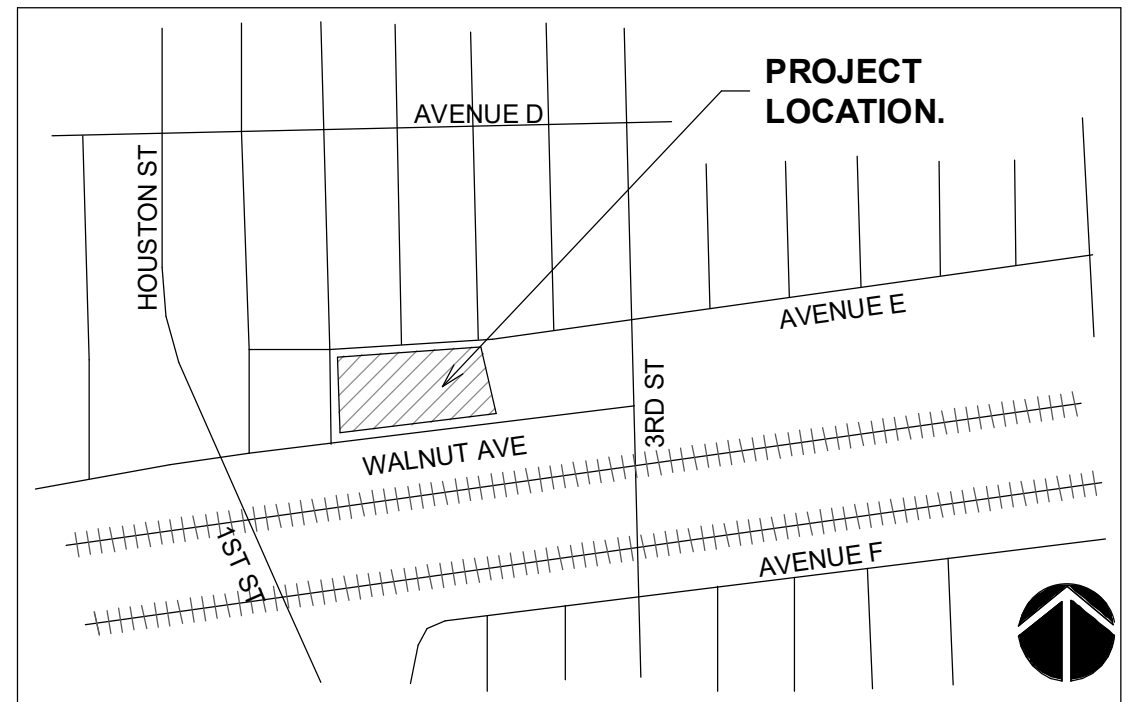 PROJECT
LOCATION.
AVENUE D
HOUSTON ST
AVENUE E
3RD ST
WALNUT AVE
1ST ST
AVENUE F